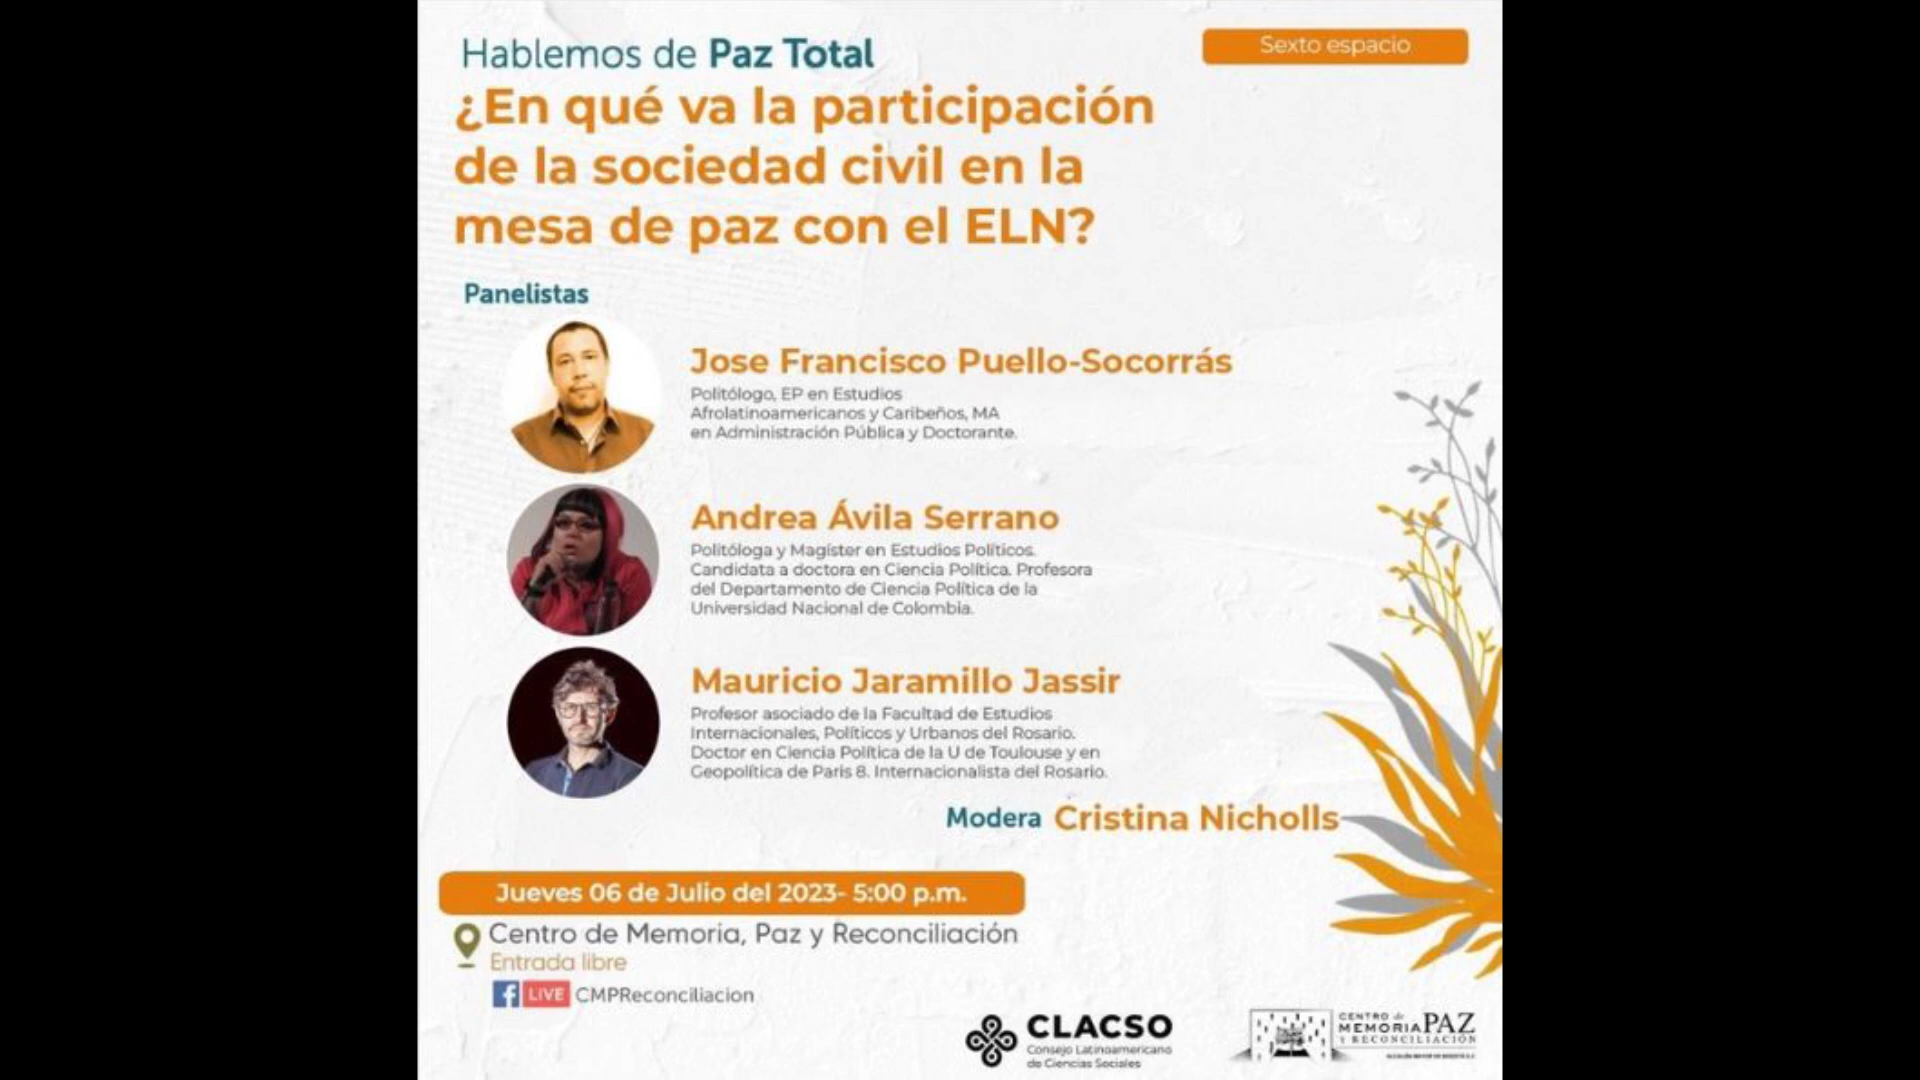 Hablemos de Paz Total
Sexto espacio
¿En qué va la participación
de la sociedad civil en la
mesa de paz con el ELN?
Panelistas
Jose Francisco Puello-Socorrás
Politólogo, EP en Estudios
Afrolatinoamericanos y Caribeños, MA
en Administración Pública y Doctorante.
Andrea Ávila Serrano
Politóloga y Magíster en Estudios Políticos.
Candidata a doctora en Ciencia Política. Profesora
del Departamento de Ciencia Política de la
Universidad Nacional de Colombia.
Mauricio Jaramillo Jassir
Profesor asociado de la Facultad de Estudios
Internacionales, Políticos y Urbanos del Rosario.
Doctor en Ciencia Política de la U de Toulouse y en
Geopolítica de Paris 8. Internacionalista del Rosario.
Modera Cristina Nicholls
Jueves 06 de Julio del 2023- 5:00 p.m.
Centro de Memoria, Paz y Reconciliación
Entrada libre
f LIVE CMPReconciliacion
CLACSO
Consejo Latinoamericano
de Ciencias Sociales
CENTRO de
MEMORIA PAZ
Y RECONCILIACIÓN